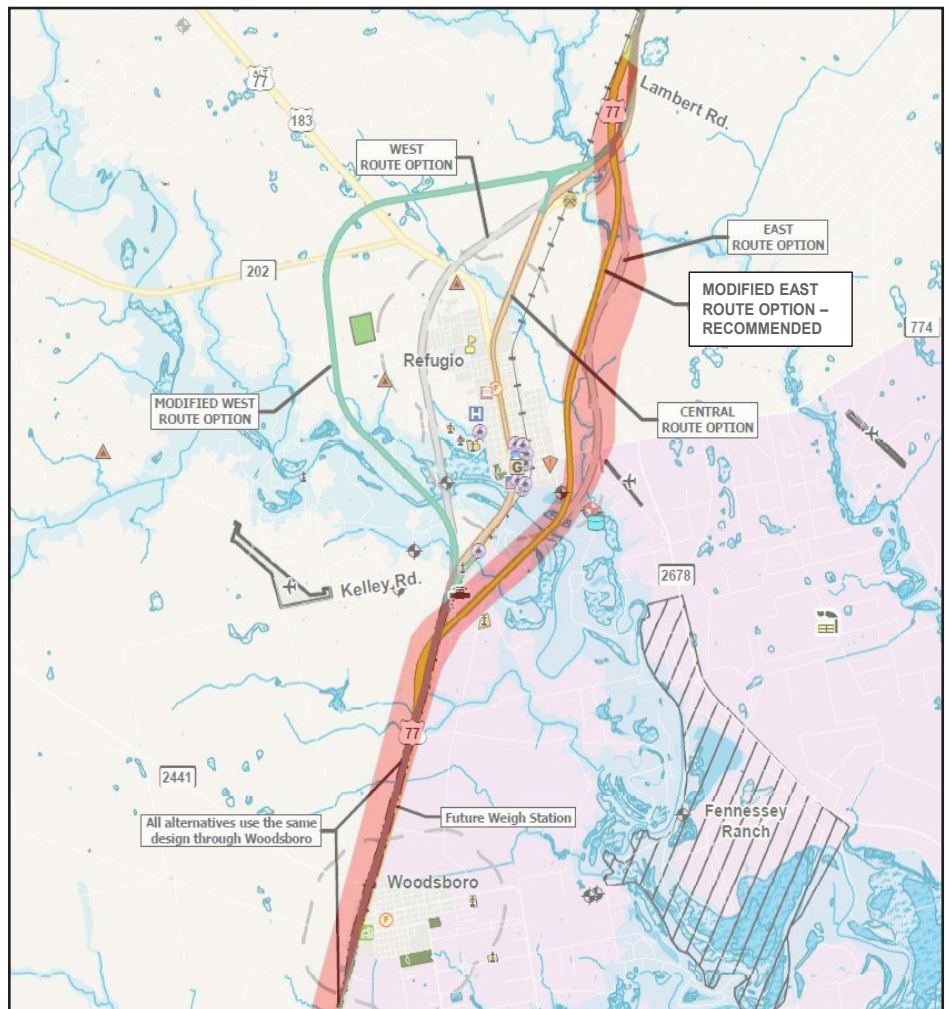 ALT
77
183
Lambert Rd.
77
WEST
ROUTE OPTION
EAST
ROUTE OPTION
202
MODIFIED EAST
ROUTE OPTION –
RECOMMENDED
774
Refugio
MODIFIED WEST
ROUTE OPTION
CENTRAL
ROUTE OPTION
F
H
G
2678
Kelley Rd.
77
2441
All alternatives use the same
design through Woodsboro
Future Weigh Station
Fennessey
Ranch
Woodsboro
F